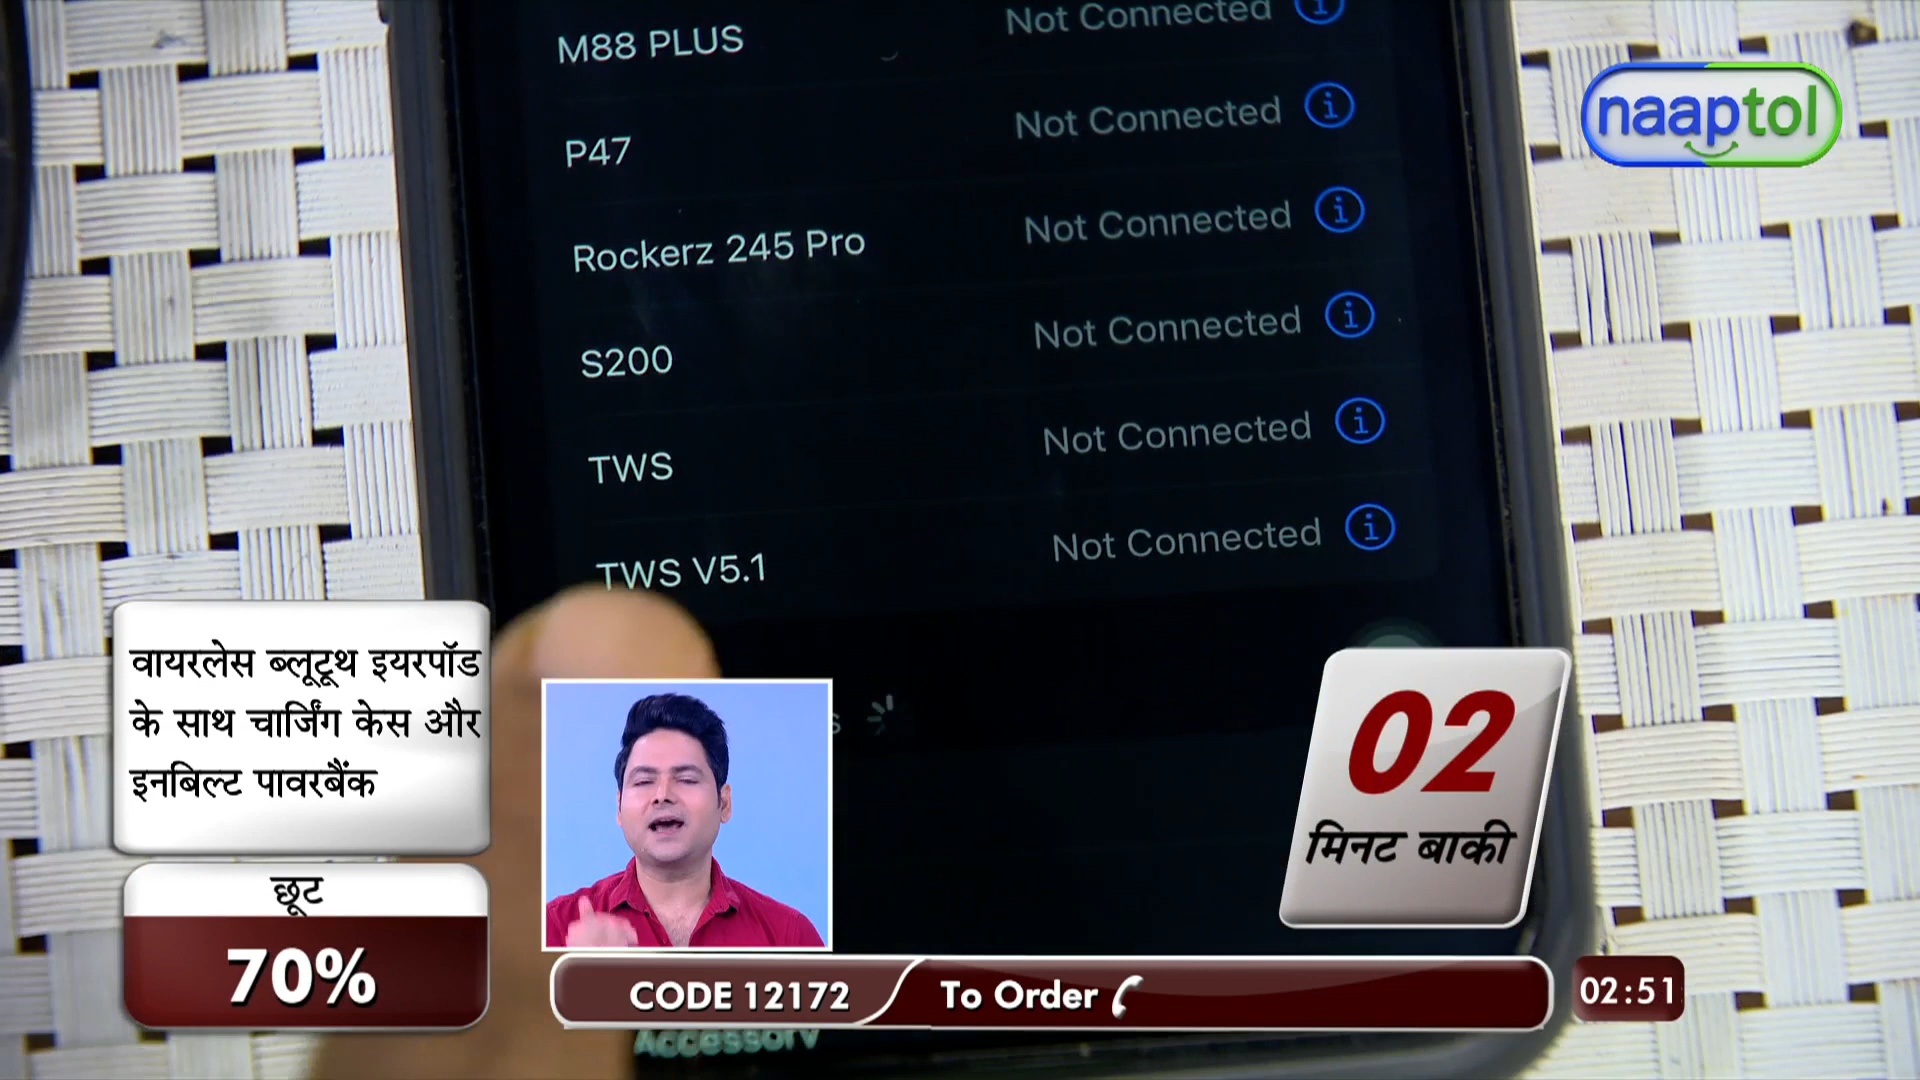 M88 PLUS Not Connected
P47 Not Connected
Rockerz 245 Pro Not Connected
S200 Not Connected
TWS Not Connected
TWS V5.1 Not Connected
naaptol
वायरलेस ब्लूटूथ इयरपॉड
के साथ चार्जिंग केस और
इनबिल्ट पावरबैंक
छूट
70%
02
मिनट बाकी
CODE 12172 To Order
02:51
Accessory